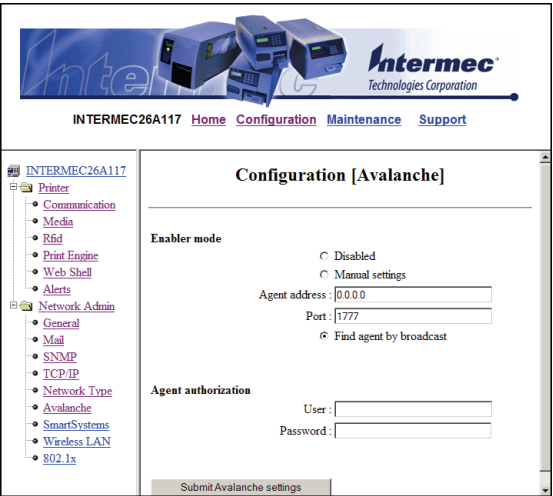 Inte
Intermec
Technologies Corporation
INTERMEC26A117 Home Configuration Maintenance Support
INTERMEC26A117
Printer
Communication
Media
Rfid
Print Engine
Web Shell
Alerts
Network Admin
General
Mail
SNMP
TCP/IP
Network Type
Avalanche
SmartSystems
Wireless LAN
802.1x
Configuration [Avalanche]
Enabler mode
Disabled
Manual settings
Agent address : 0.0.0.0
Port : 1777
Find agent by broadcast
Agent authorization
User :
Password :
Submit Avalanche settings